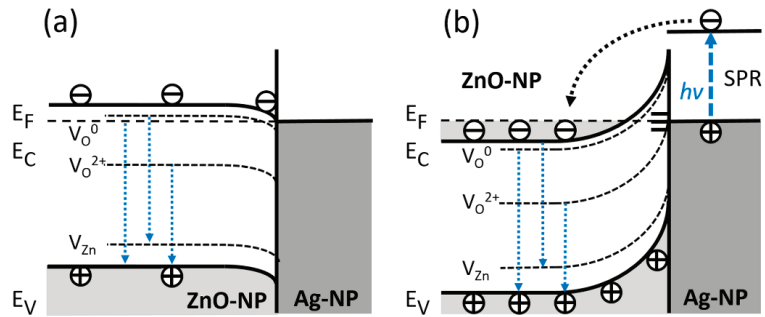 (a)
E_F
V_O^0
E_C
V_O^2+
V_Zn
E_V
ZnO-NP
Ag-NP
(b)
ZnO-NP
hν
SPR
E_F
E_C
V_O^0
V_O^2+
V_Zn
E_V
Ag-NP